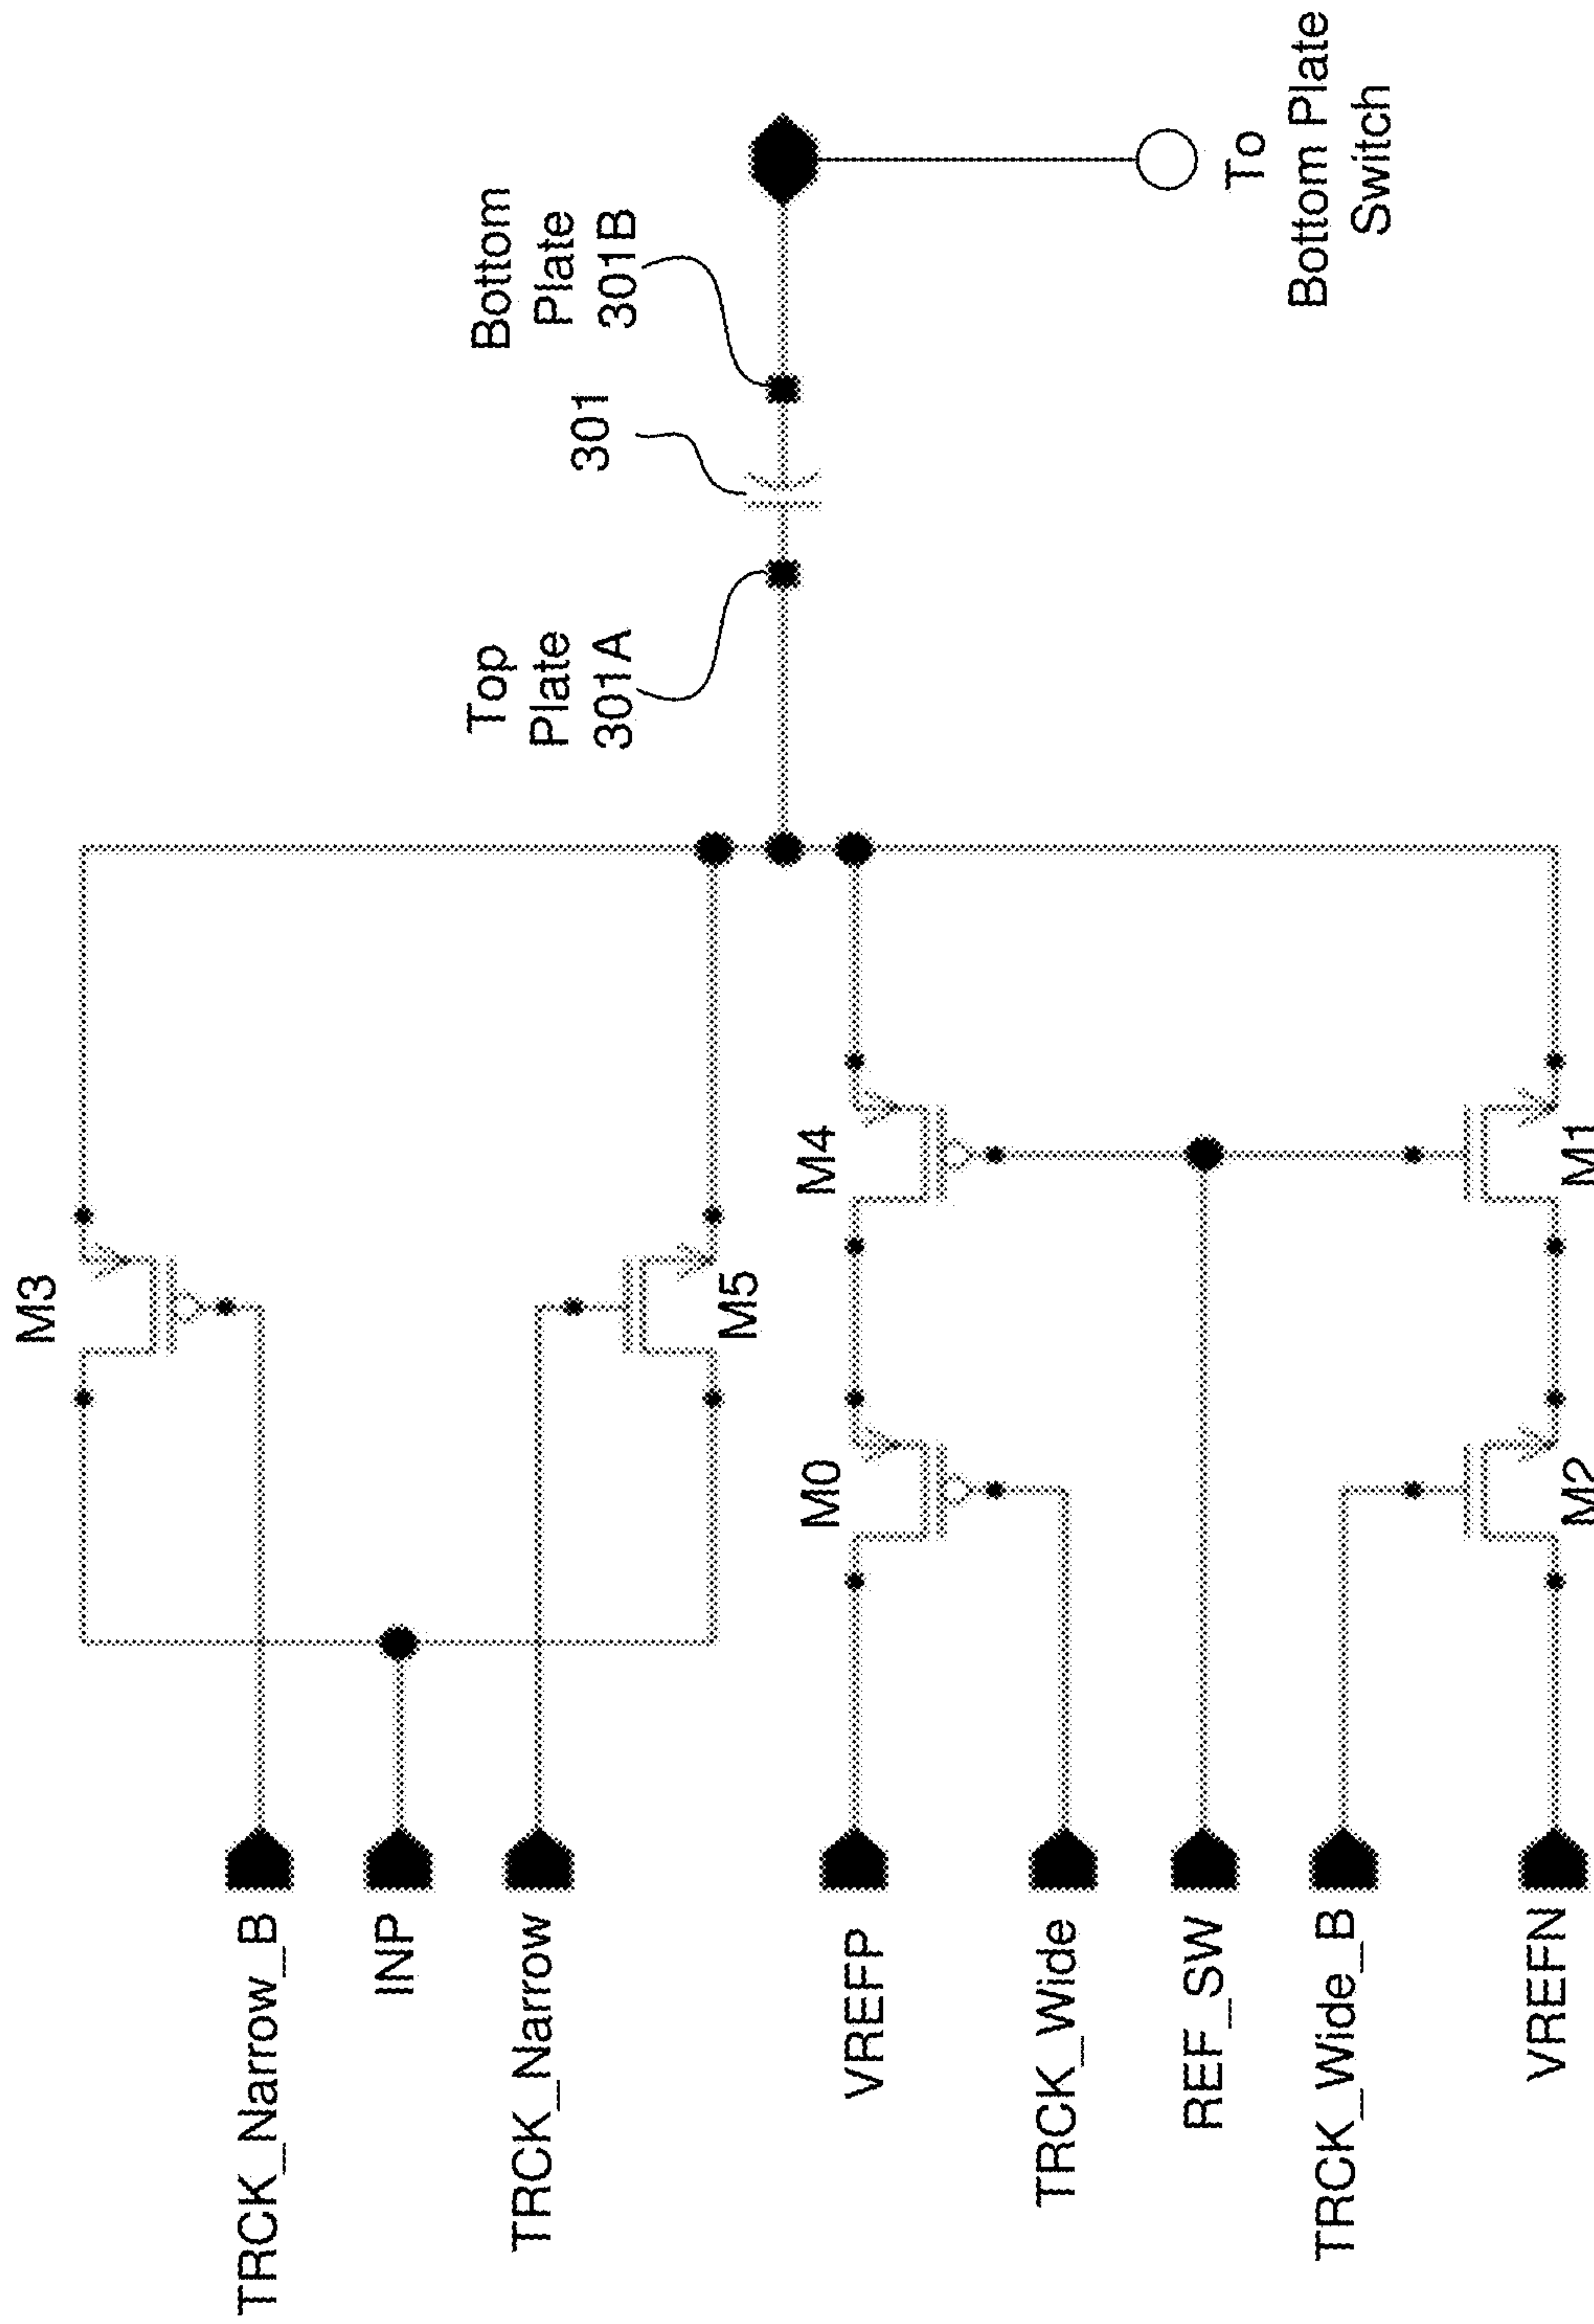 TRCK_Narrow_B
INP
TRCK_Narrow
VREFP
TRCK_Wide
REF_SW
TRCK_Wide_B
VREFN
M3
M5
M0
M4
M2
M1
Top
Plate
301A
301
Bottom
Plate
301B
To
Bottom Plate
Switch